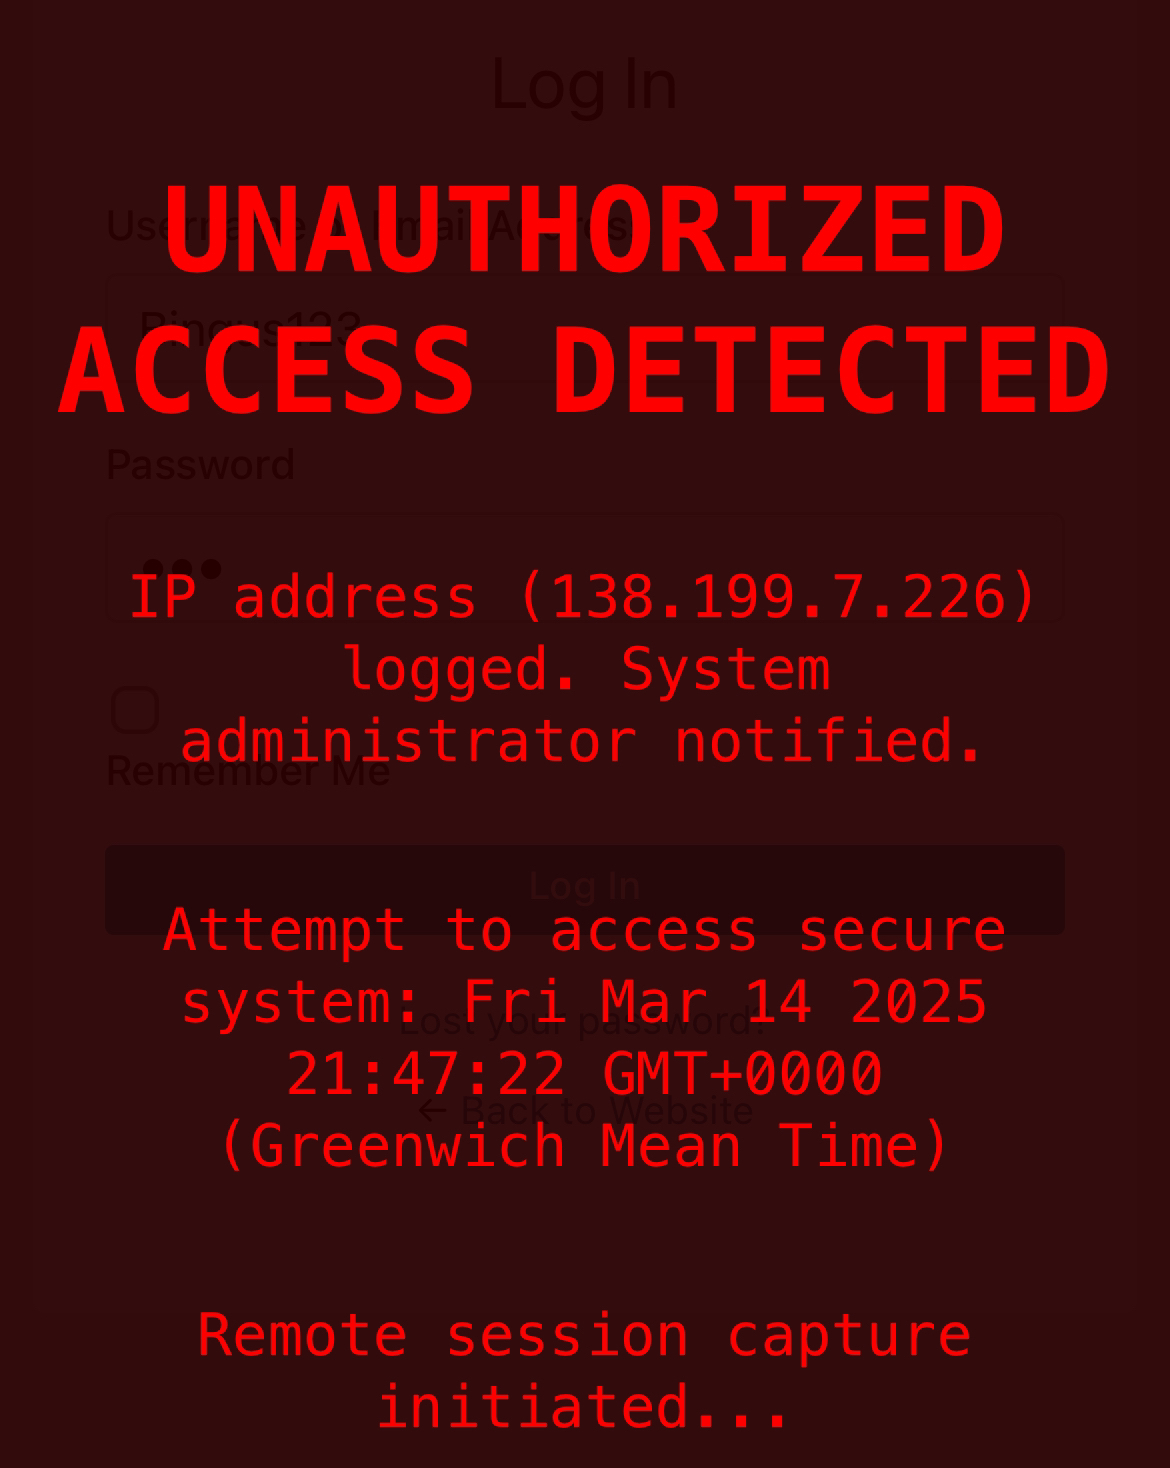 Log In
UNAUTHORIZED
Username or Email Address
ACCESS DETECTED
Password
IP address (138.199.7.226)
logged. System
administrator notified.
Remember Me
Log In
Attempt to access secure
system: Fri Mar 14 2025
Lost your password?
21:47:22 GMT+0000
← Back to Website
(Greenwich Mean Time)
Remote session capture
initiated...